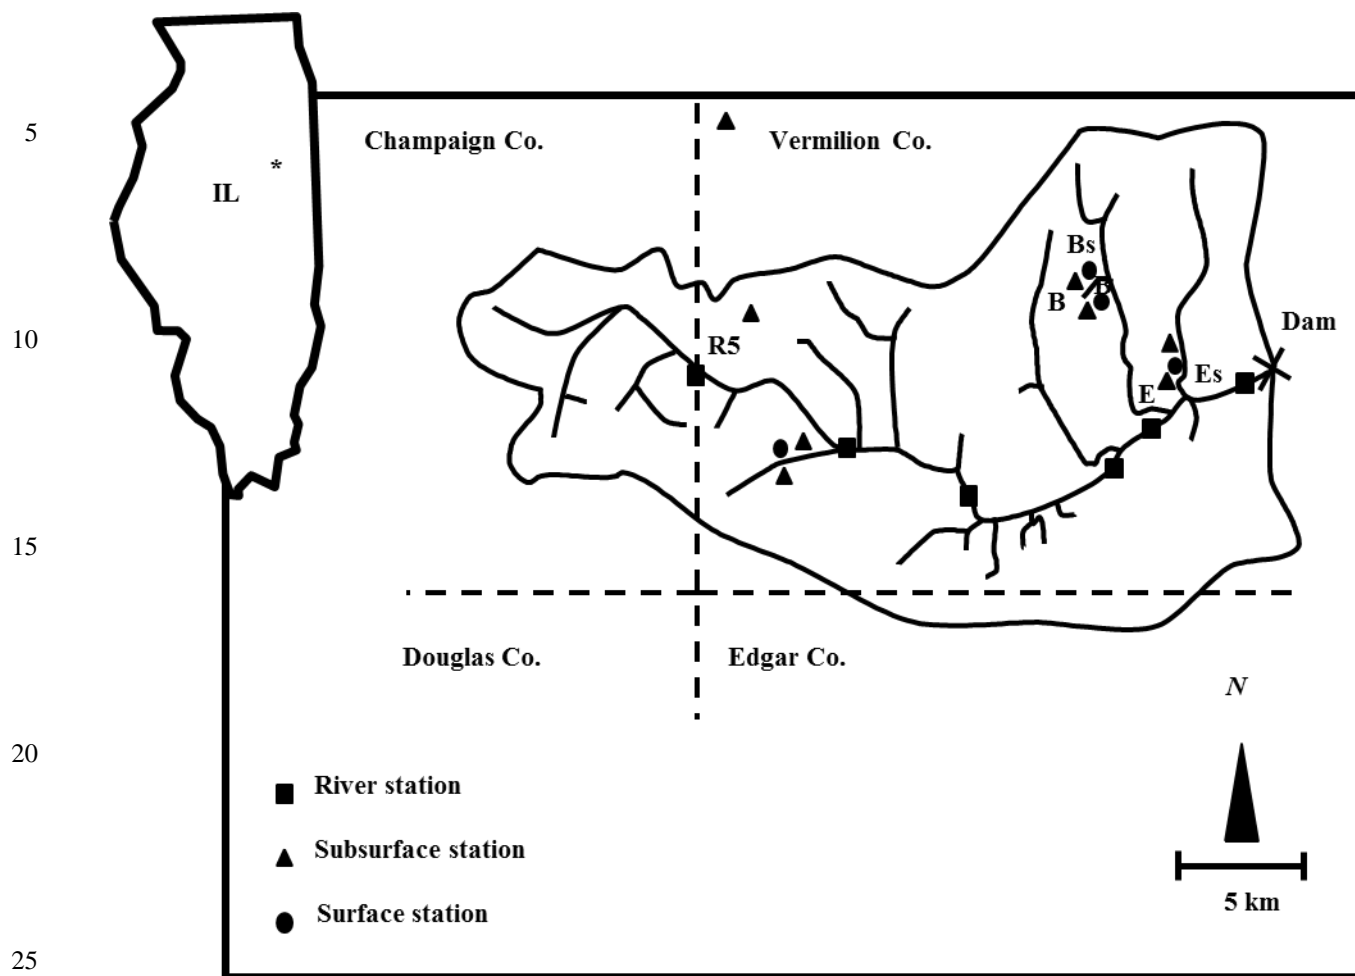 5
Champaign Co.
Vermilion Co.
*
IL
Bs
B
B
10
Dam
R5
Es
E
15
Douglas Co.
Edgar Co.
N
20
River station
Subsurface station
5 km
Surface station
25